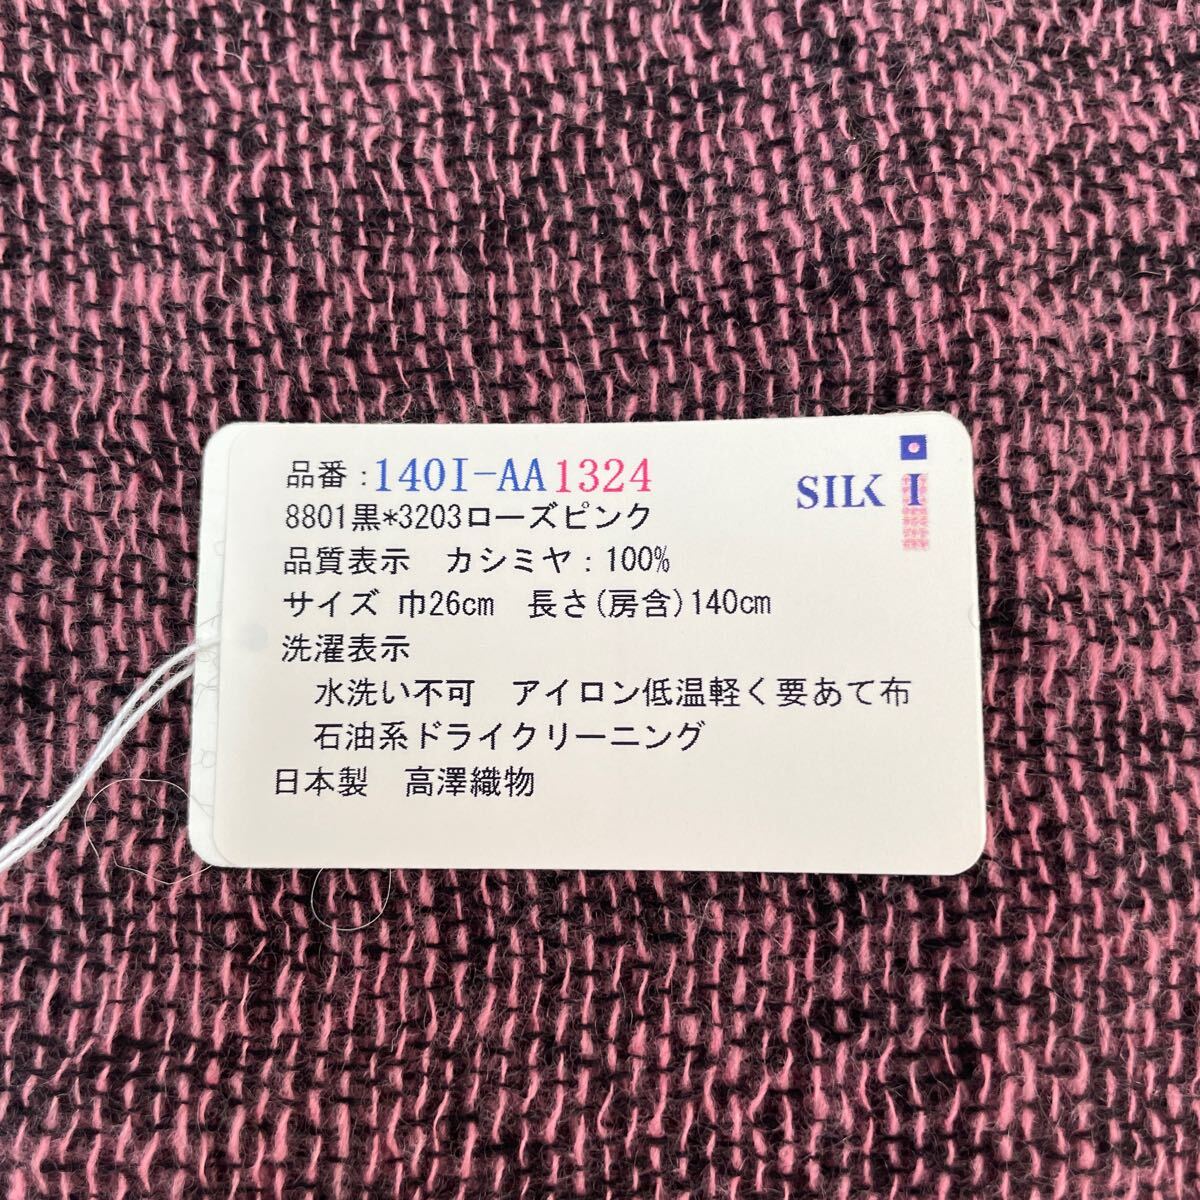 品番:140I-AA1324
SILK I
8801黒*3203ローズピンク
品質表示 カシミヤ:100%
サイズ 巾26cm 長さ(房含)140cm
洗濯表示
水洗い不可 アイロン低温軽く要あて布
石油系ドライクリーニング
日本製 高澤織物